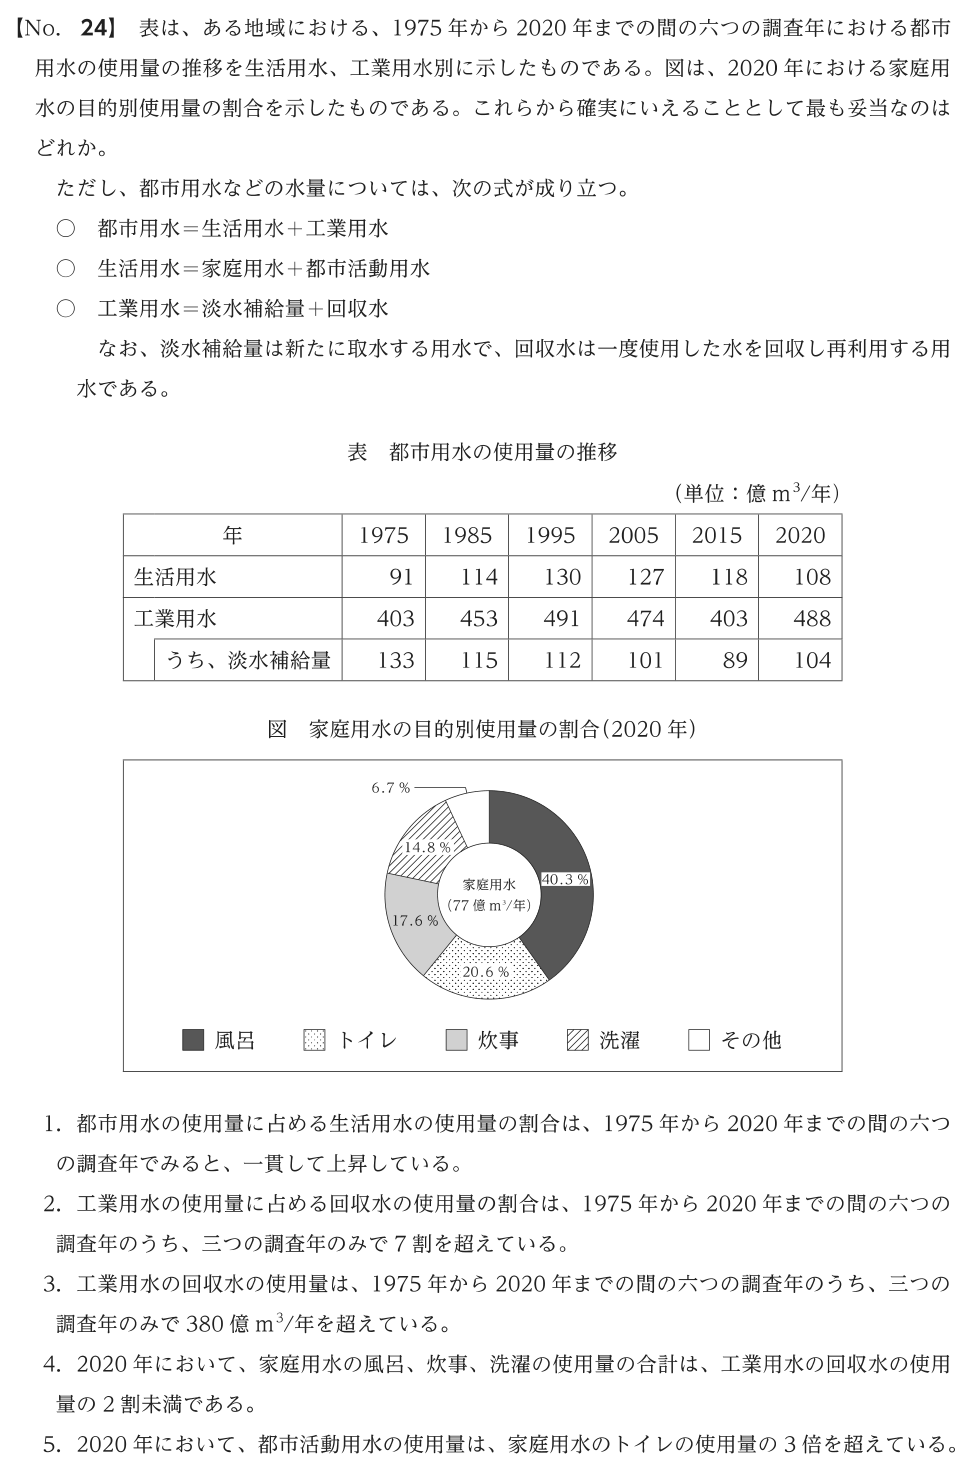 【No. 24】 表は、ある地域における、1975年から2020年までの間の六つの調査年における都市
用水の使用量の推移を生活用水、工業用水別に示したものである。図は、2020年における家庭用
水の目的別使用量の割合を示したものである。これらから確実にいえることとして最も妥当なのは
どれか。
ただし、都市用水などの水量については、次の式が成り立つ。
○ 都市用水＝生活用水＋工業用水
○ 生活用水＝家庭用水＋都市活動用水
○ 工業用水＝淡水補給量＋回収水
なお、淡水補給量は新たに取水する用水で、回収水は一度使用した水を回収し再利用する用
水である。
表 都市用水の使用量の推移
（単位：億m³/年）
年 1975 1985 1995 2005 2015 2020
生活用水 91 114 130 127 118 108
工業用水 403 453 491 474 403 488
うち、淡水補給量 133 115 112 101 89 104
図 家庭用水の目的別使用量の割合（2020年）
6.7%
14.8%
家庭用水
40.3%
（77億m³/年）
17.6%
20.6%
風呂 トイレ 炊事 洗濯 その他
1. 都市用水の使用量に占める生活用水の使用量の割合は、1975年から2020年までの間の六つ
の調査年でみると、一貫して上昇している。
2. 工業用水の使用量に占める回収水の使用量の割合は、1975年から2020年までの間の六つの
調査年のうち、三つの調査年のみで7割を超えている。
3. 工業用水の回収水の使用量は、1975年から2020年までの間の六つの調査年のうち、三つの
調査年のみで380億m³/年を超えている。
4. 2020年において、家庭用水の風呂、炊事、洗濯の使用量の合計は、工業用水の回収水の使用
量の2割未満である。
5. 2020年において、都市活動用水の使用量は、家庭用水のトイレの使用量の3倍を超えている。